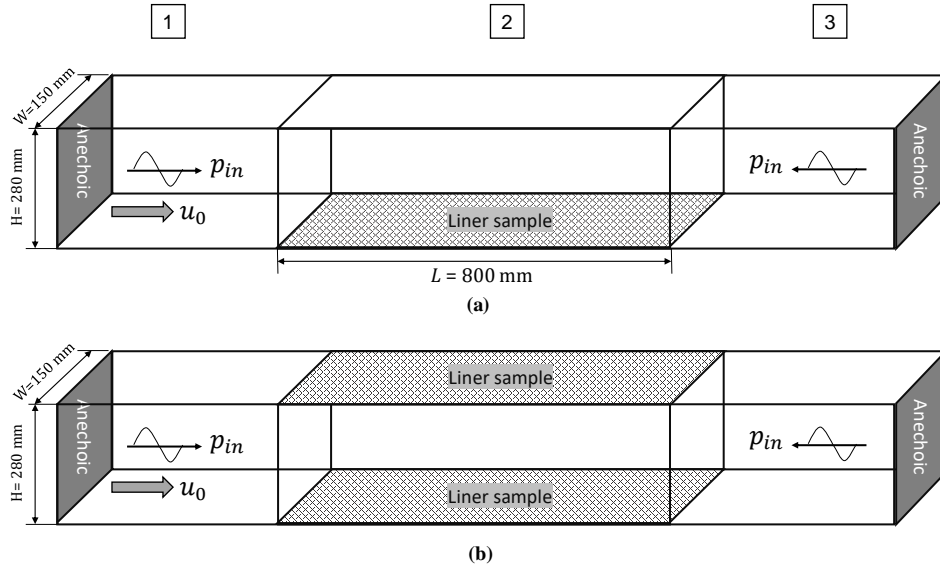 1 2 3
W=150 mm
H= 280 mm
Anechoic
p_in
u_0
Liner sample
p_in
Anechoic
L = 800 mm
(a)
W=150 mm
H= 280 mm
Anechoic
Liner sample
p_in
u_0
Liner sample
p_in
Anechoic
(b)